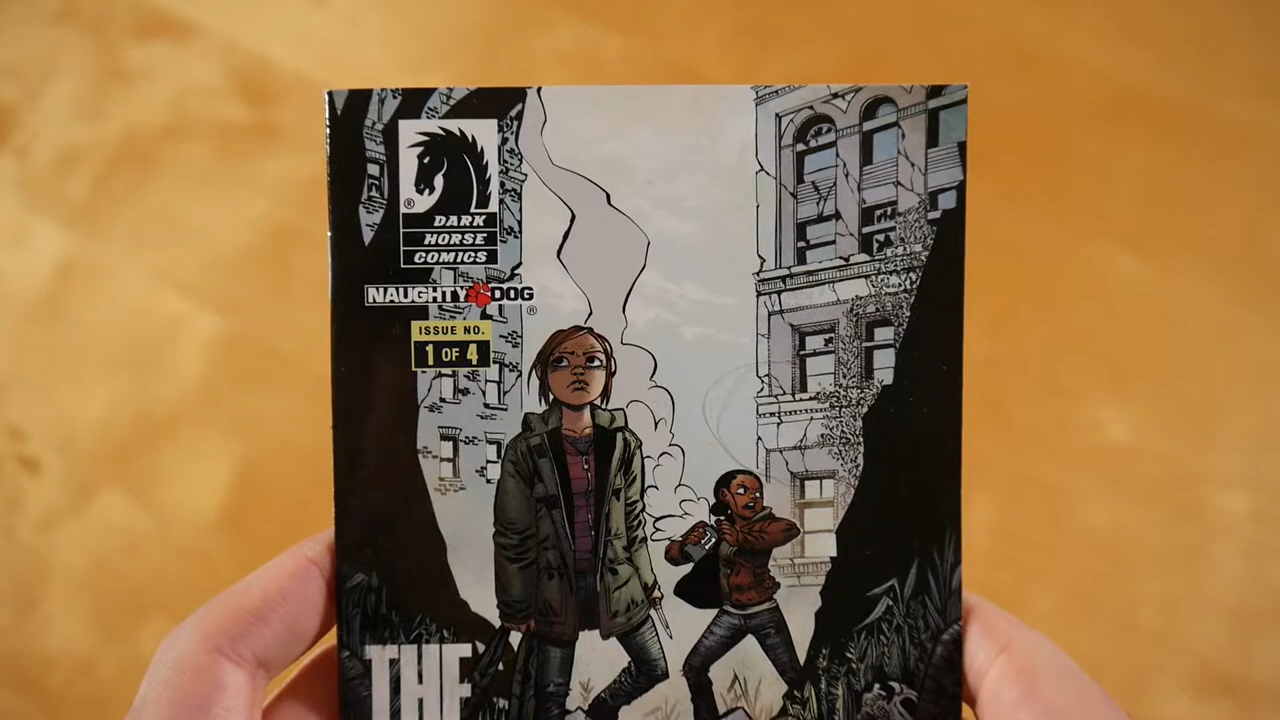 DARK
HORSE
COMICS
®
NAUGHTY DOG
®
ISSUE NO.
1 OF 4
THE